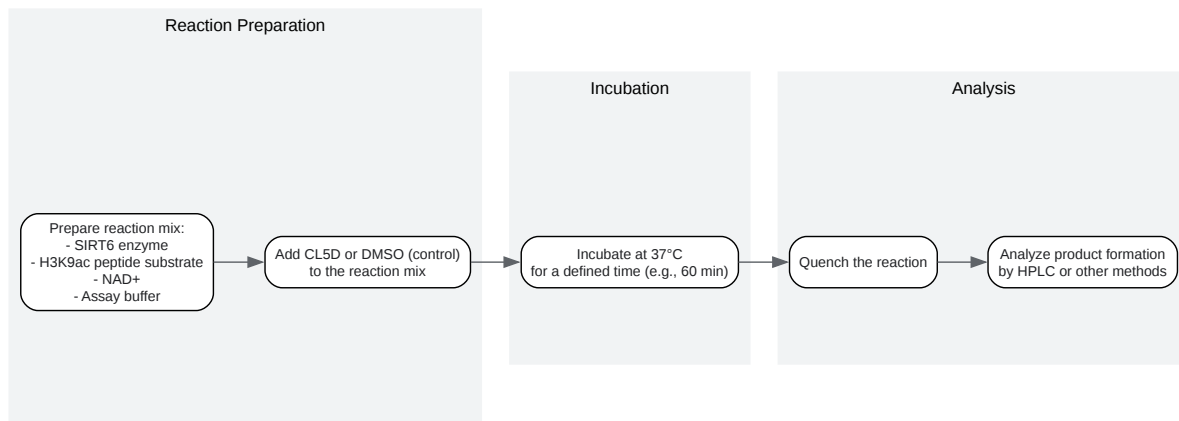 Reaction Preparation
Prepare reaction mix:
- SIRT6 enzyme
- H3K9ac peptide substrate
- NAD+
- Assay buffer
Add CL5D or DMSO (control)
to the reaction mix
Incubation
Incubate at 37°C
for a defined time (e.g., 60 min)
Analysis
Quench the reaction
Analyze product formation
by HPLC or other methods